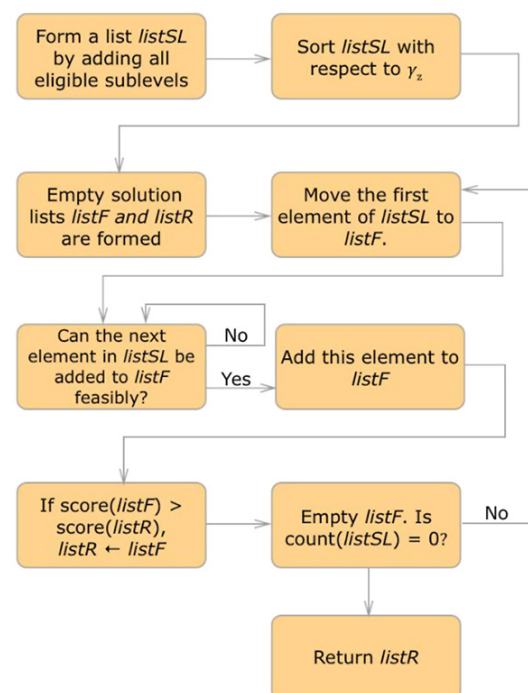 Form a list listSL
by adding all
eligible sublevels
Sort listSL with
respect to γz
Empty solution
lists listF and listR
are formed
Move the first
element of listSL to
listF.
Can the next
element in listSL be
added to listF
feasibly?
No
Yes
Add this element to
listF
If score(listF) >
score(listR),
listR ← listF
Empty listF. Is
count(listSL) = 0?
No
Return listR